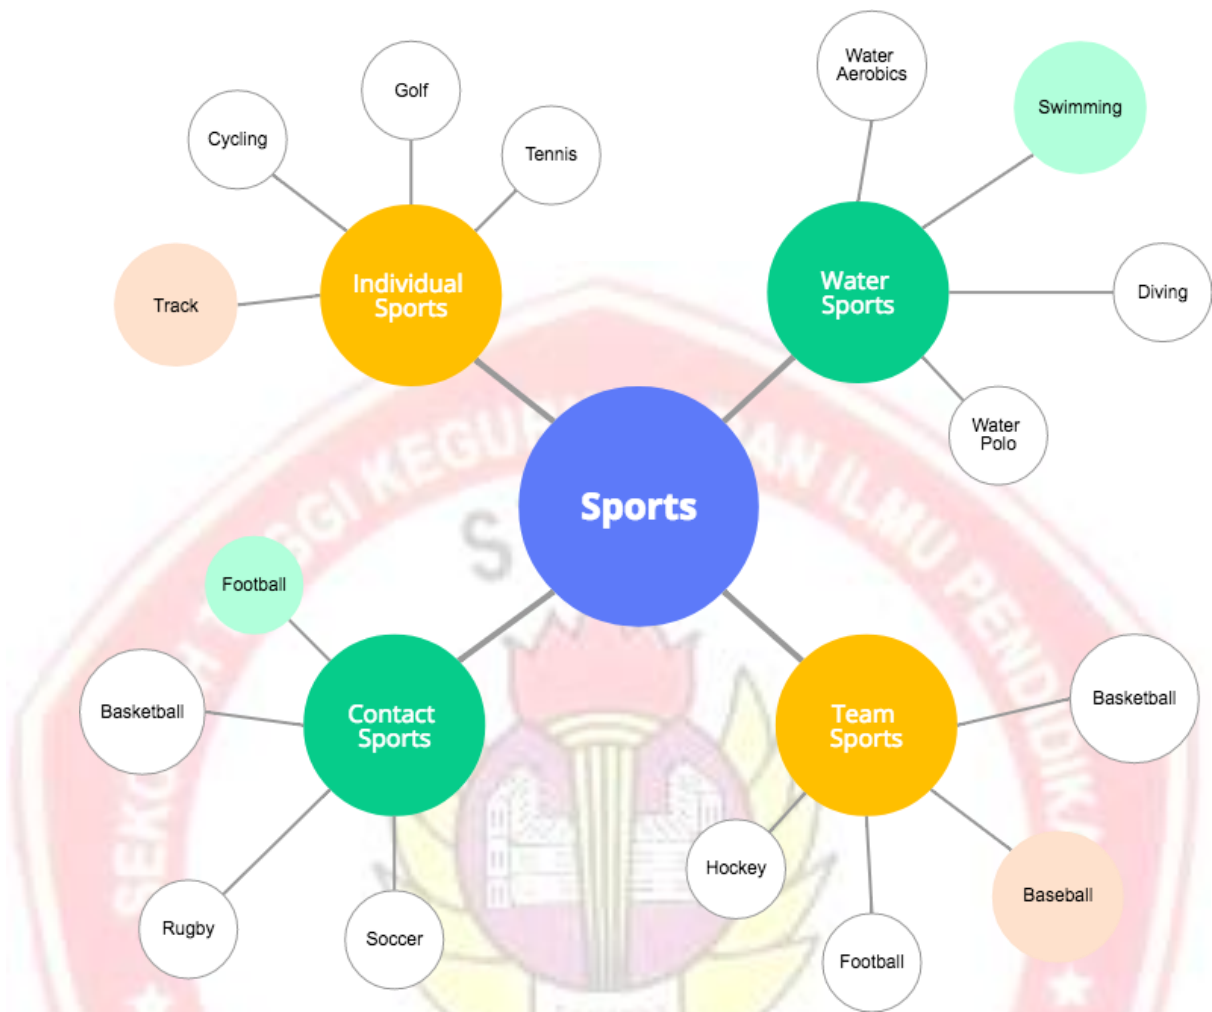 Water
Aerobics
Golf
Swimming
Cycling
Tennis
Individual
Sports
Water
Sports
Diving
Track
Water
Polo
Sports
Football
Basketball
Contact
Sports
Team
Sports
Basketball
Hockey
Baseball
Rugby
Soccer
Football
ILMU